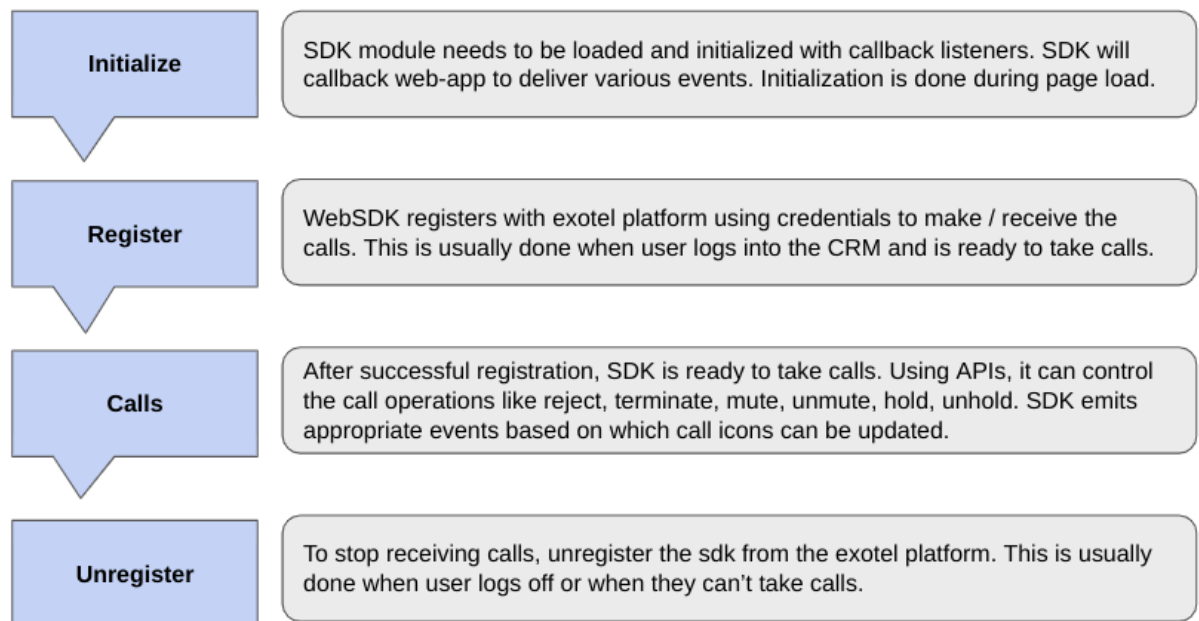 Initialize
SDK module needs to be loaded and initialized with callback listeners. SDK will
callback web-app to deliver various events. Initialization is done during page load.
Register
WebSDK registers with exotel platform using credentials to make / receive the
calls. This is usually done when user logs into the CRM and is ready to take calls.
Calls
After successful registration, SDK is ready to take calls. Using APIs, it can control
the call operations like reject, terminate, mute, unmute, hold, unhold. SDK emits
appropriate events based on which call icons can be updated.
Unregister
To stop receiving calls, unregister the sdk from the exotel platform. This is usually
done when user logs off or when they can’t take calls.